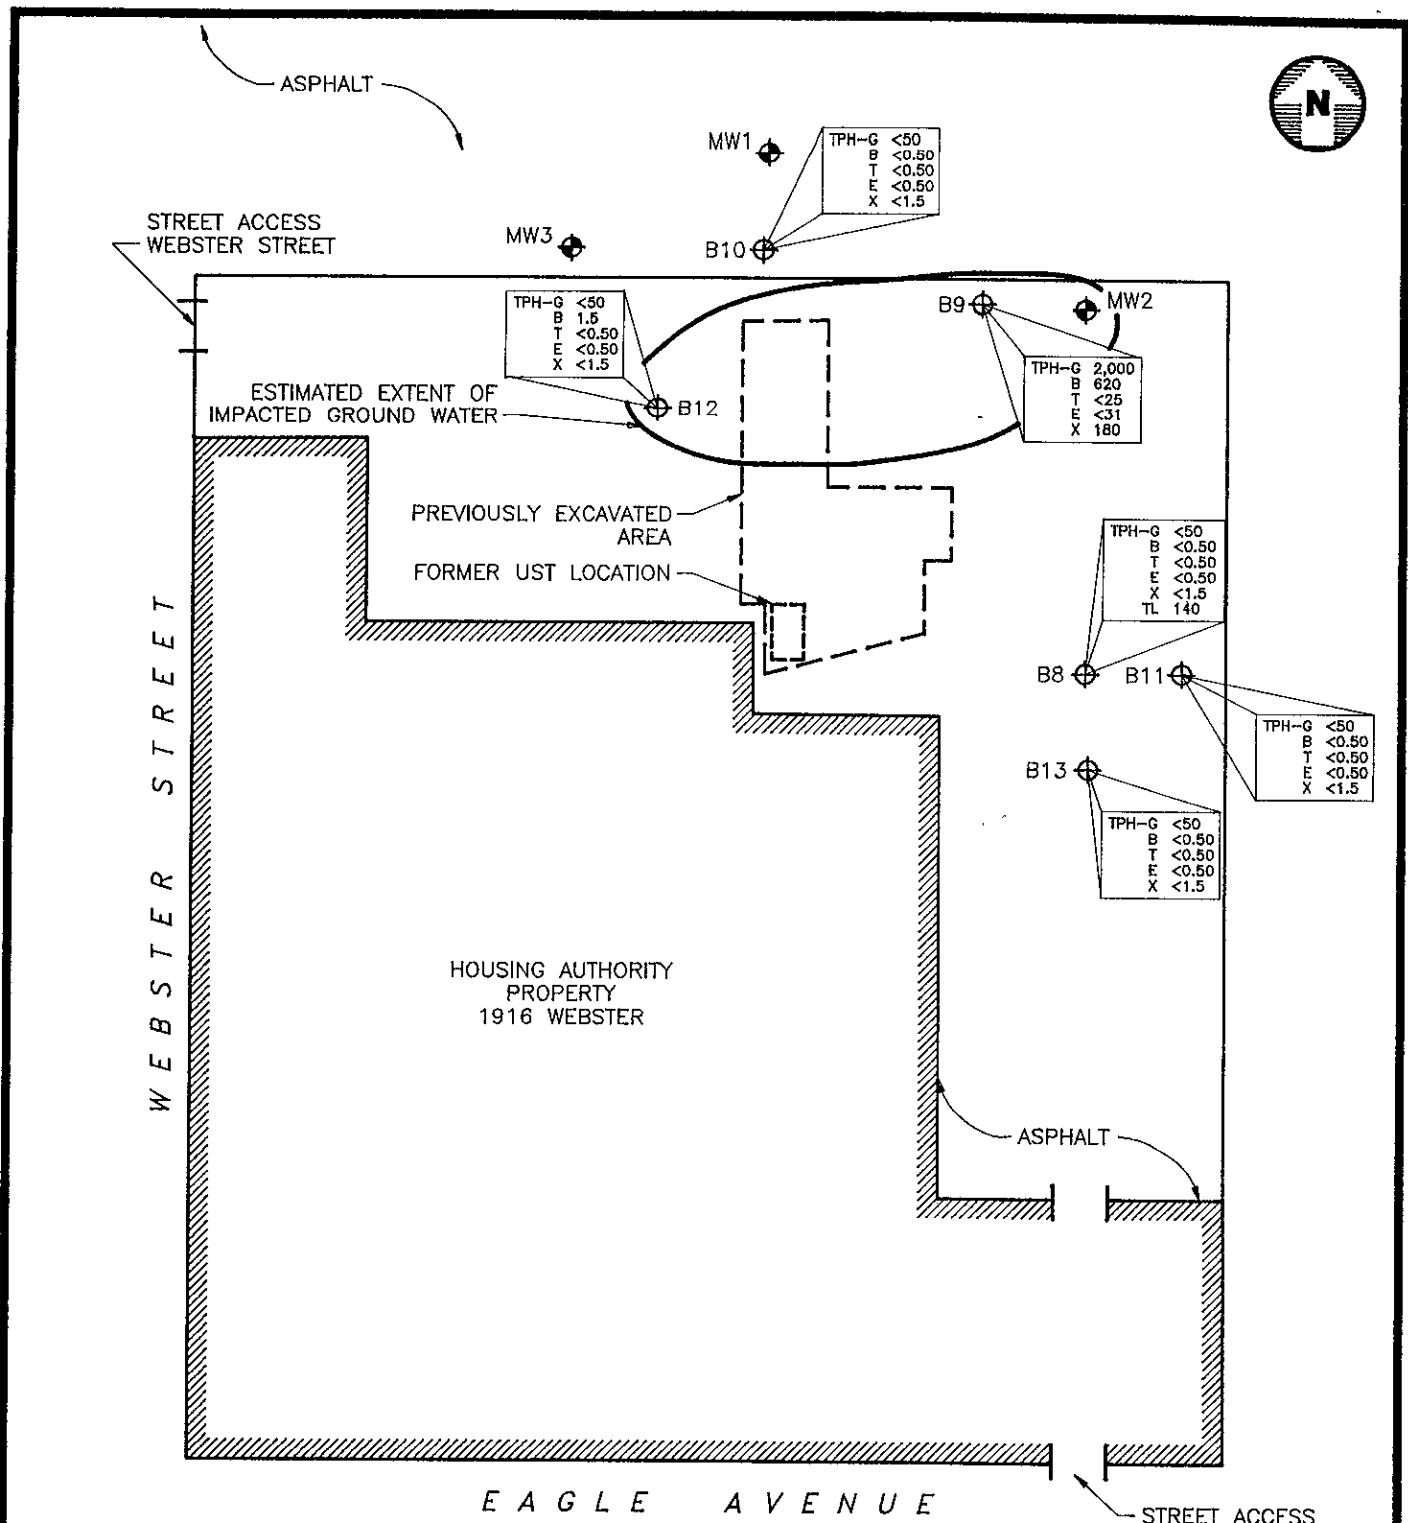 ASPHALT
N
MW1
TPH-G <50
B <0.50
T <0.50
E <0.50
X <1.5
STREET ACCESS
WEBSTER STREET
MW3
B10
TPH-G <50
B 1.5
T <0.50
E <0.50
X <1.5
B9
MW2
ESTIMATED EXTENT OF
IMPACTED GROUND WATER
B12
TPH-G 2,000
B 620
T <25
E <31
X 180
PREVIOUSLY EXCAVATED
AREA
FORMER UST LOCATION
TPH-G <50
B <0.50
T <0.50
E <0.50
X <1.5
TL 140
B8
B11
TPH-G <50
B <0.50
T <0.50
E <0.50
X <1.5
B13
TPH-G <50
B <0.50
T <0.50
E <0.50
X <1.5
WEBSTER STREET
HOUSING AUTHORITY
PROPERTY
1916 WEBSTER
ASPHALT
EAGLE AVENUE
STREET ACCESS